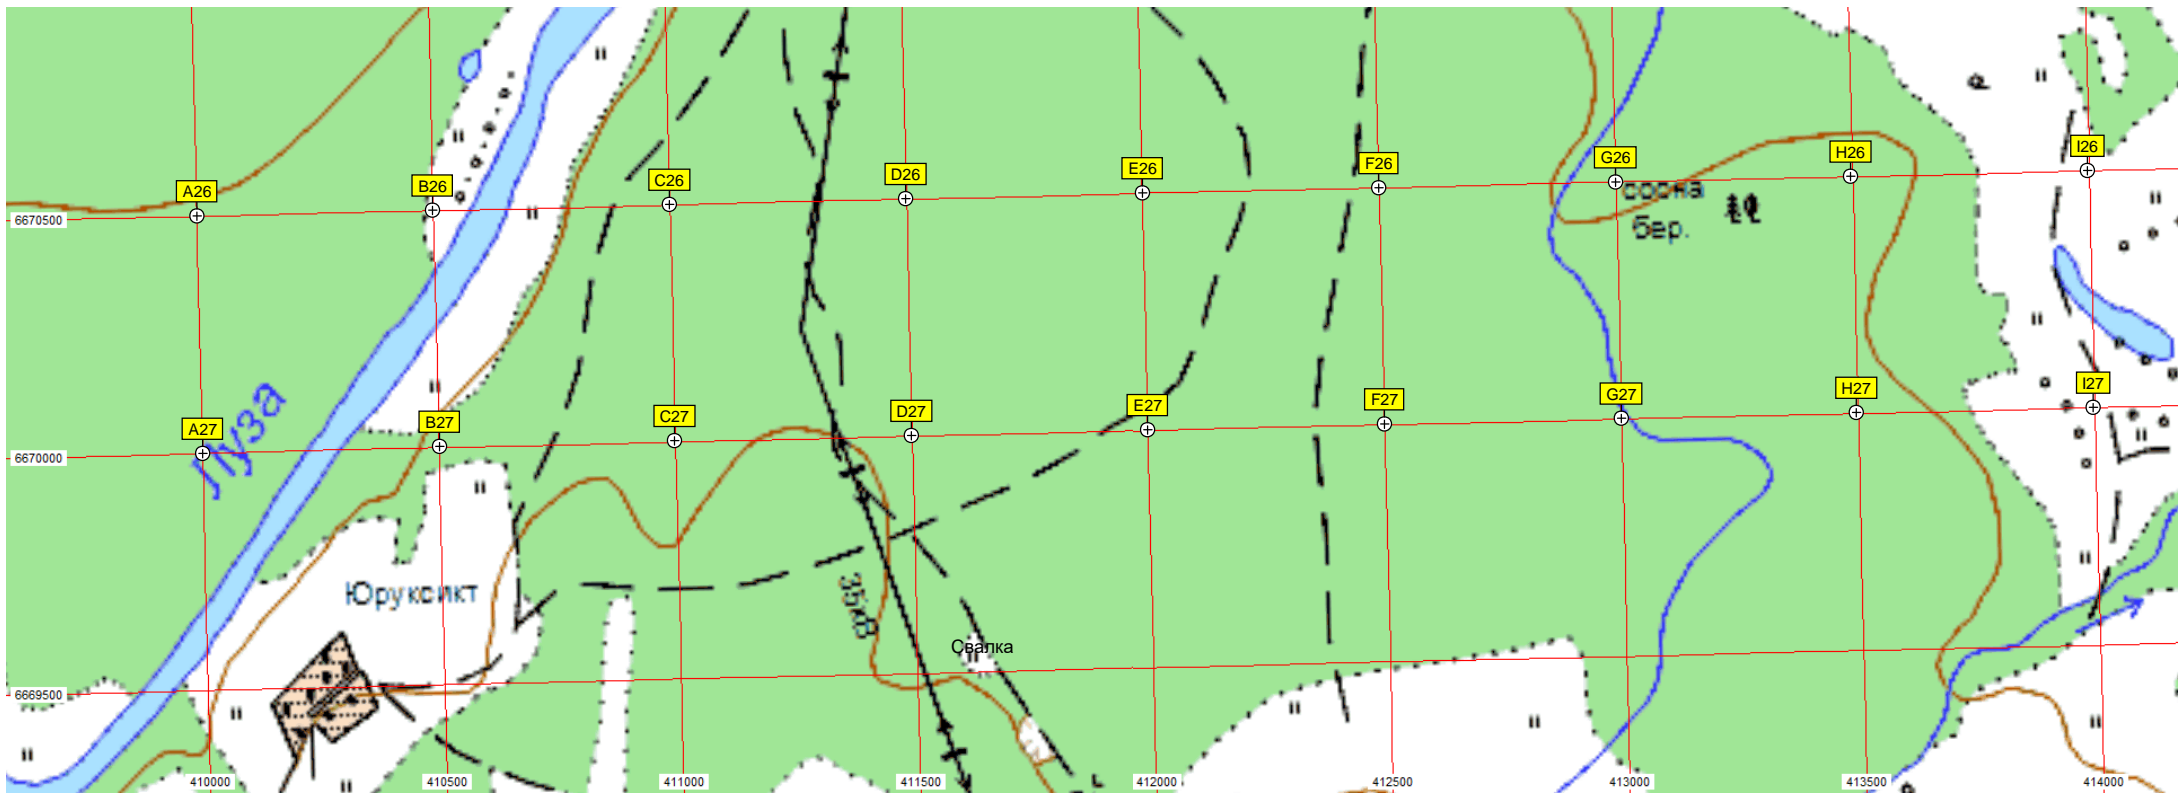 I26
H26
G26
F26
E26
D26
C26
B26
A26
сосна
бер.
6670500
I27
H27
G27
F27
E27
D27
C27
B27
A27
6670000
Луза
Юруксикт
35кВ
Свалка
6669500
410000
410500
411000
411500
412000
412500
413000
413500
414000